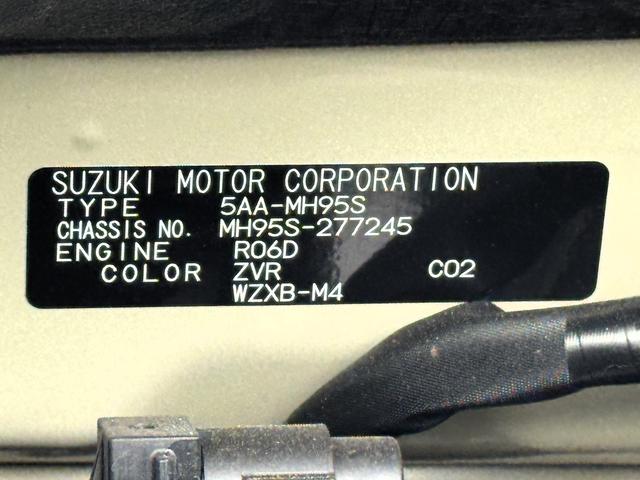 SUZUKI MOTOR CORPORATION
TYPE 5AA-MH95S
CHASSIS NO. MH95S-277245
ENGINE R06D
COLOR ZVR C02
WZXB-M4